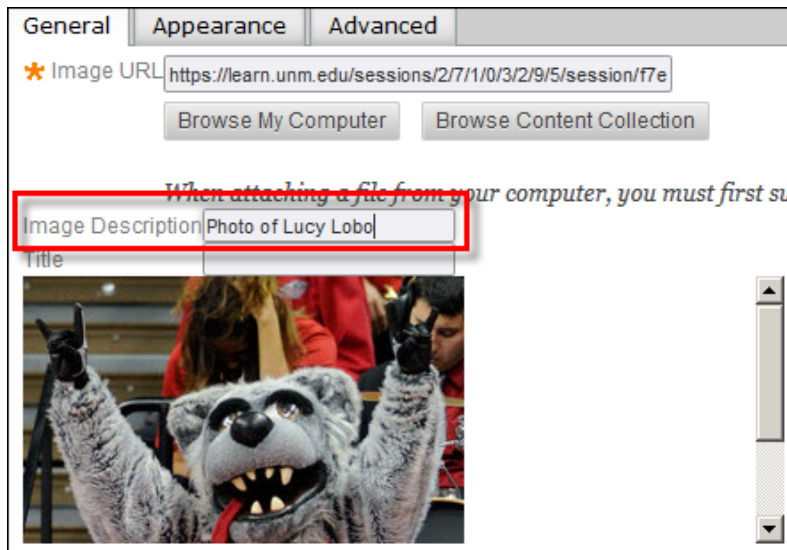 General Appearance Advanced
* Image URL https://learn.unm.edu/sessions/2/7/1/0/3/2/9/5/session/f7e
Browse My Computer Browse Content Collection
When attaching a file from your computer, you must first su
Image Description Photo of Lucy Lobo
Title